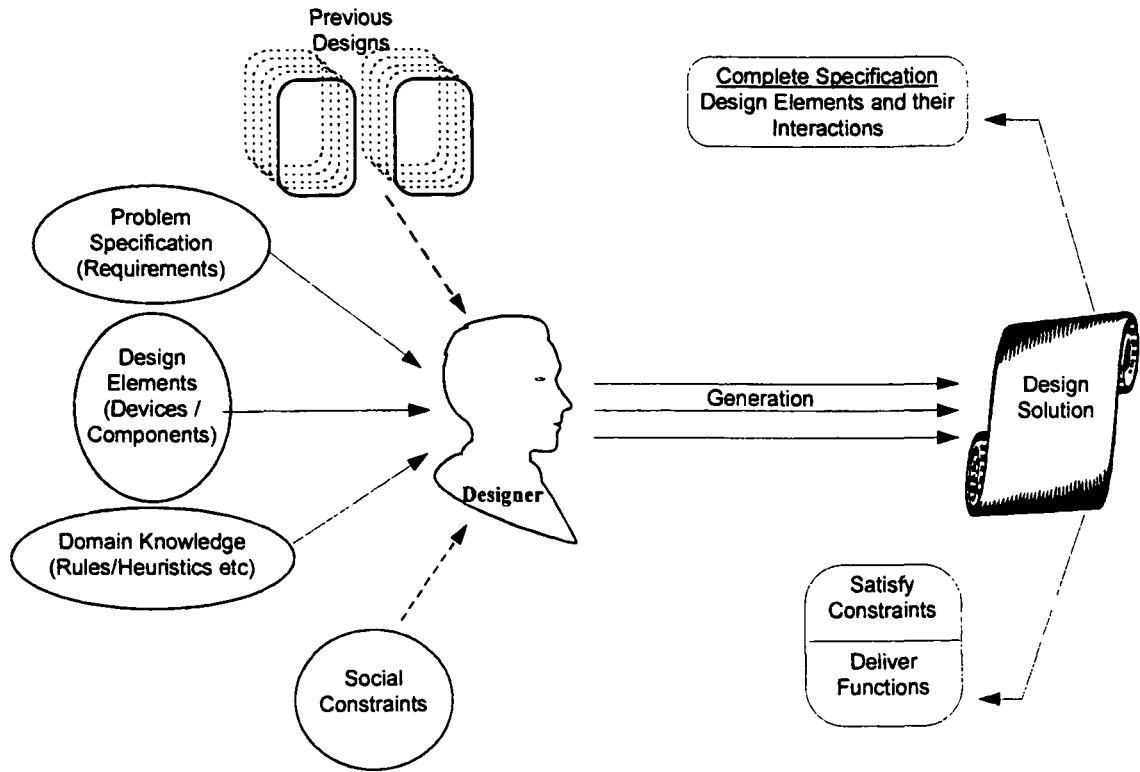 Previous
Designs
Complete Specification
Design Elements and their
Interactions
Problem
Specification
(Requirements)
Design
Elements
(Devices /
Components)
Domain Knowledge
(Rules/Heuristics etc)
Social
Constraints
Designer
Generation
Design
Solution
Satisfy
Constraints
Deliver
Functions